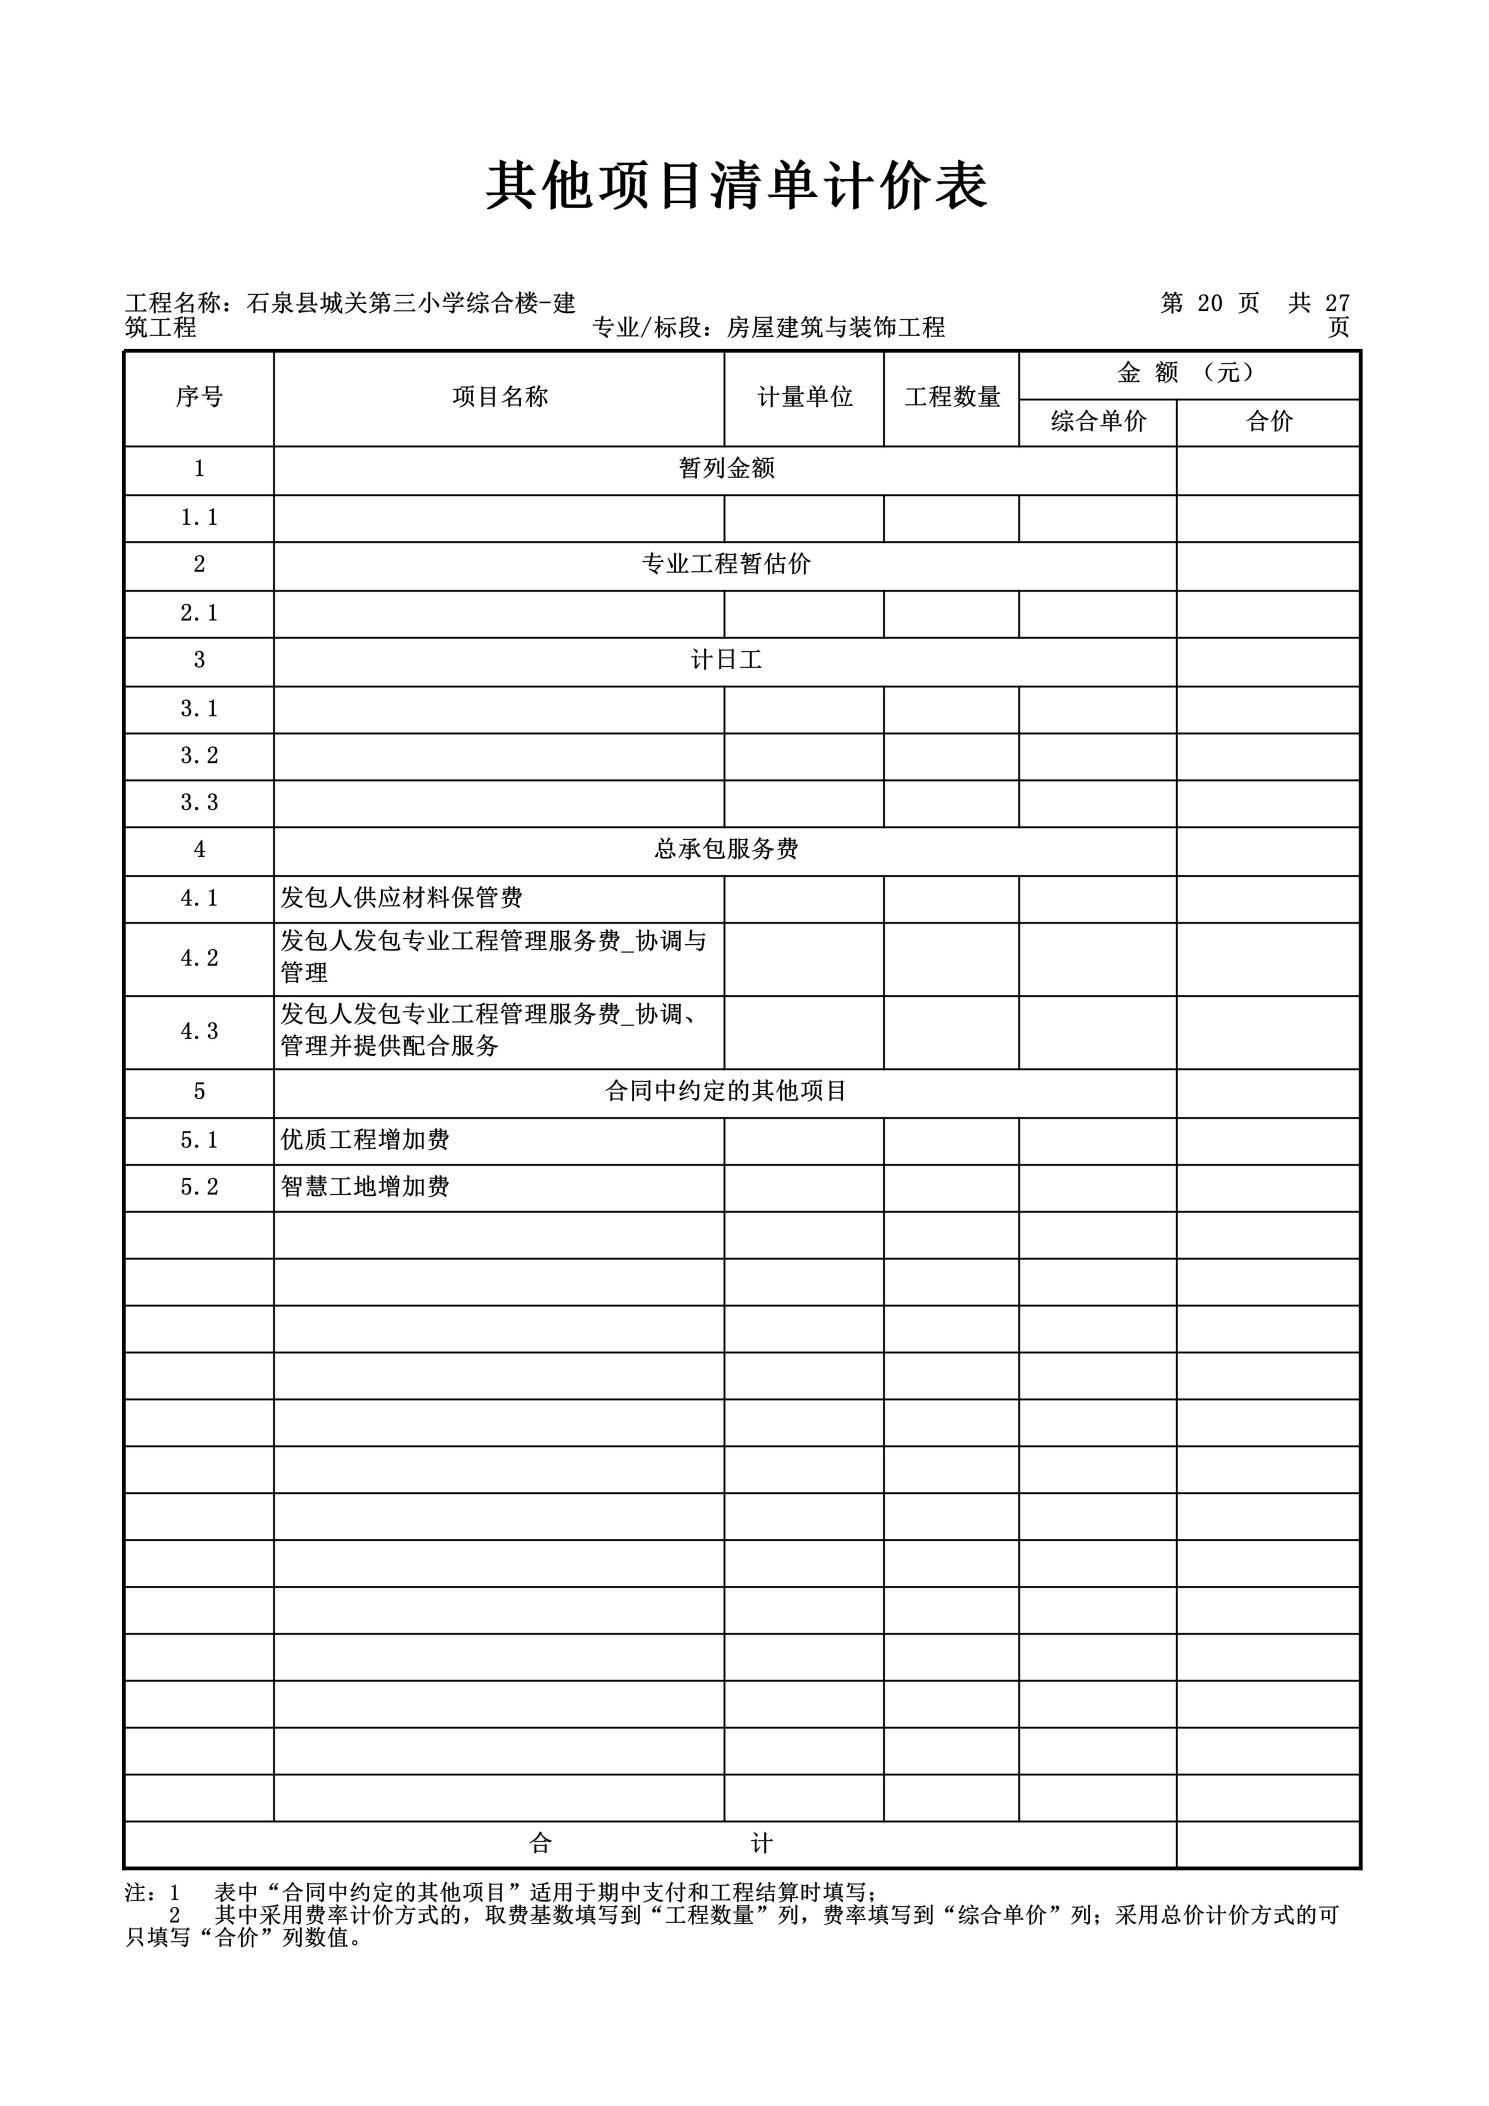 其他项目清单计价表
工程名称：石泉县城关第三小学综合楼-建
筑工程
专业/标段：房屋建筑与装饰工程
第 20 页 共 27
页
序号 项目名称 计量单位 工程数量 金 额 （元）
综合单价 合价
1 暂列金额
1.1
2 专业工程暂估价
2.1
3 计日工
3.1
3.2
3.3
4 总承包服务费
4.1 发包人供应材料保管费
4.2 发包人发包专业工程管理服务费_协调与
管理
4.3 发包人发包专业工程管理服务费_协调、
管理并提供配合服务
5 合同中约定的其他项目
5.1 优质工程增加费
5.2 智慧工地增加费
合 计
注：1 表中“合同中约定的其他项目”适用于期中支付和工程结算时填写；
2 其中采用费率计价方式的，取费基数填写到“工程数量”列，费率填写到“综合单价”列；采用总价计价方式的可
只填写“合价”列数值。